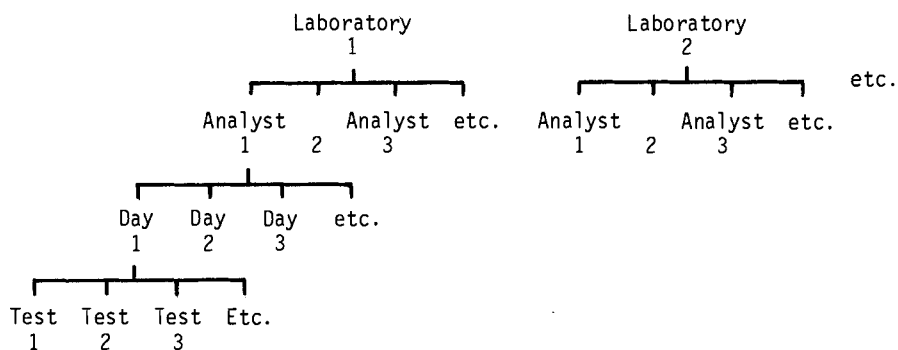 Laboratory Laboratory
1 2
etc.
Analyst Analyst etc. Analyst Analyst etc.
1 2 3 1 2 3
Day Day Day etc.
1 2 3
Test Test Test Etc.
1 2 3